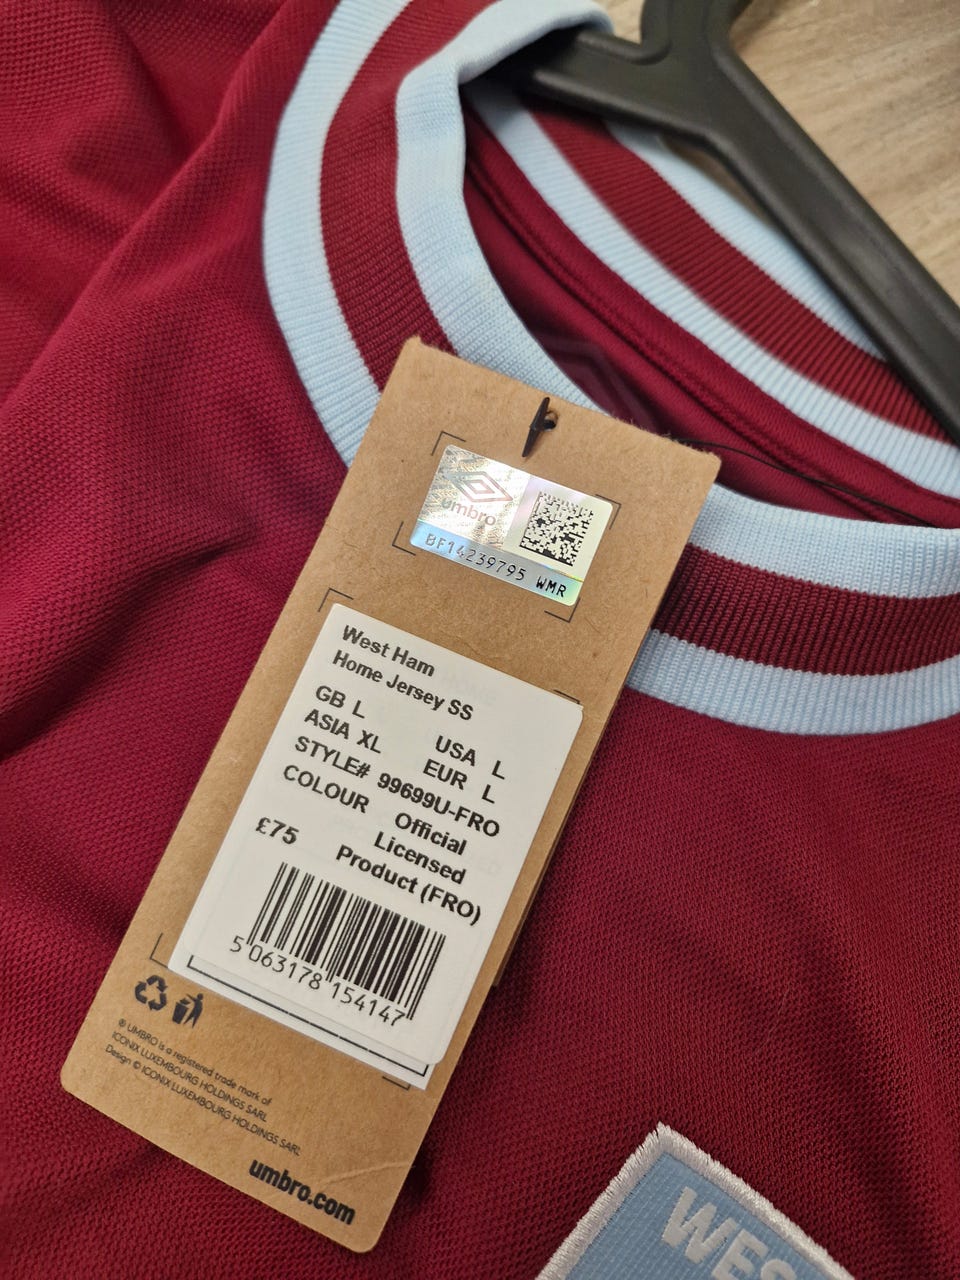 umbro
BF14239795 WMR
West Ham
Home Jersey SS
GB L USA L
ASIA XL EUR L
STYLE# 99699U-FRO
COLOUR Official
Licensed
£75 Product (FRO)
5 063178 154147
® UMBRO is a registered trade mark of
ICONIX LUXEMBOURG HOLDINGS SARL
Design © ICONIX LUXEMBOURG HOLDINGS SARL
umbro.com
WES